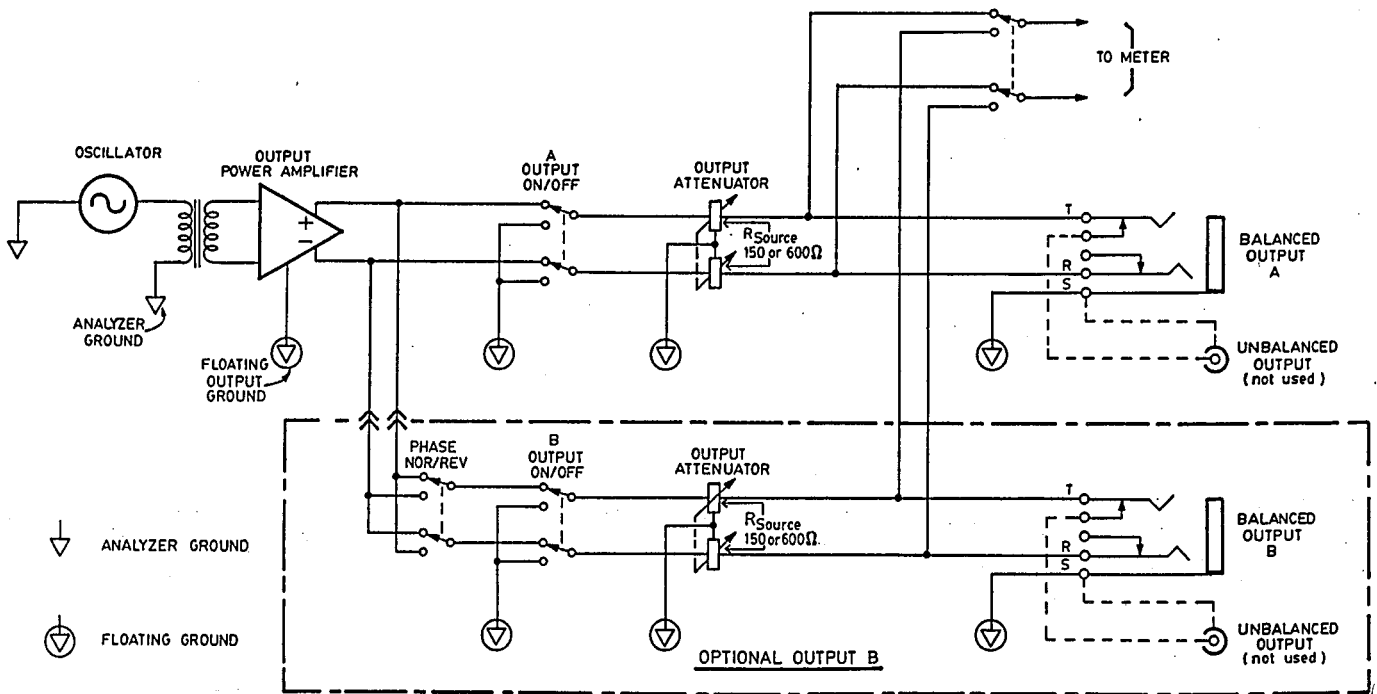 TO METER
OSCILLATOR
OUTPUT
POWER AMPLIFIER
+
−
A
OUTPUT
ON/OFF
OUTPUT
ATTENUATOR
RSource
150 or 600Ω
T
R
S
BALANCED
OUTPUT
A
ANALYZER
GROUND
FLOATING
OUTPUT
GROUND
UNBALANCED
OUTPUT
(not used)
PHASE
NOR/REV
B
OUTPUT
ON/OFF
OUTPUT
ATTENUATOR
RSource
150 or 600Ω.
T
R
S
BALANCED
OUTPUT
B
ANALYZER GROUND
FLOATING GROUND
UNBALANCED
OUTPUT
(not used)
OPTIONAL OUTPUT B